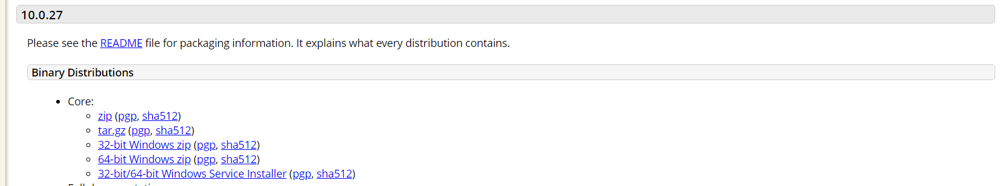 10.0.27
Please see the README file for packaging information. It explains what every distribution contains.
Binary Distributions
Core:
zip (pgp, sha512)
tar.gz (pgp, sha512)
32-bit Windows zip (pgp, sha512)
64-bit Windows zip (pgp, sha512)
32-bit/64-bit Windows Service Installer (pgp, sha512)